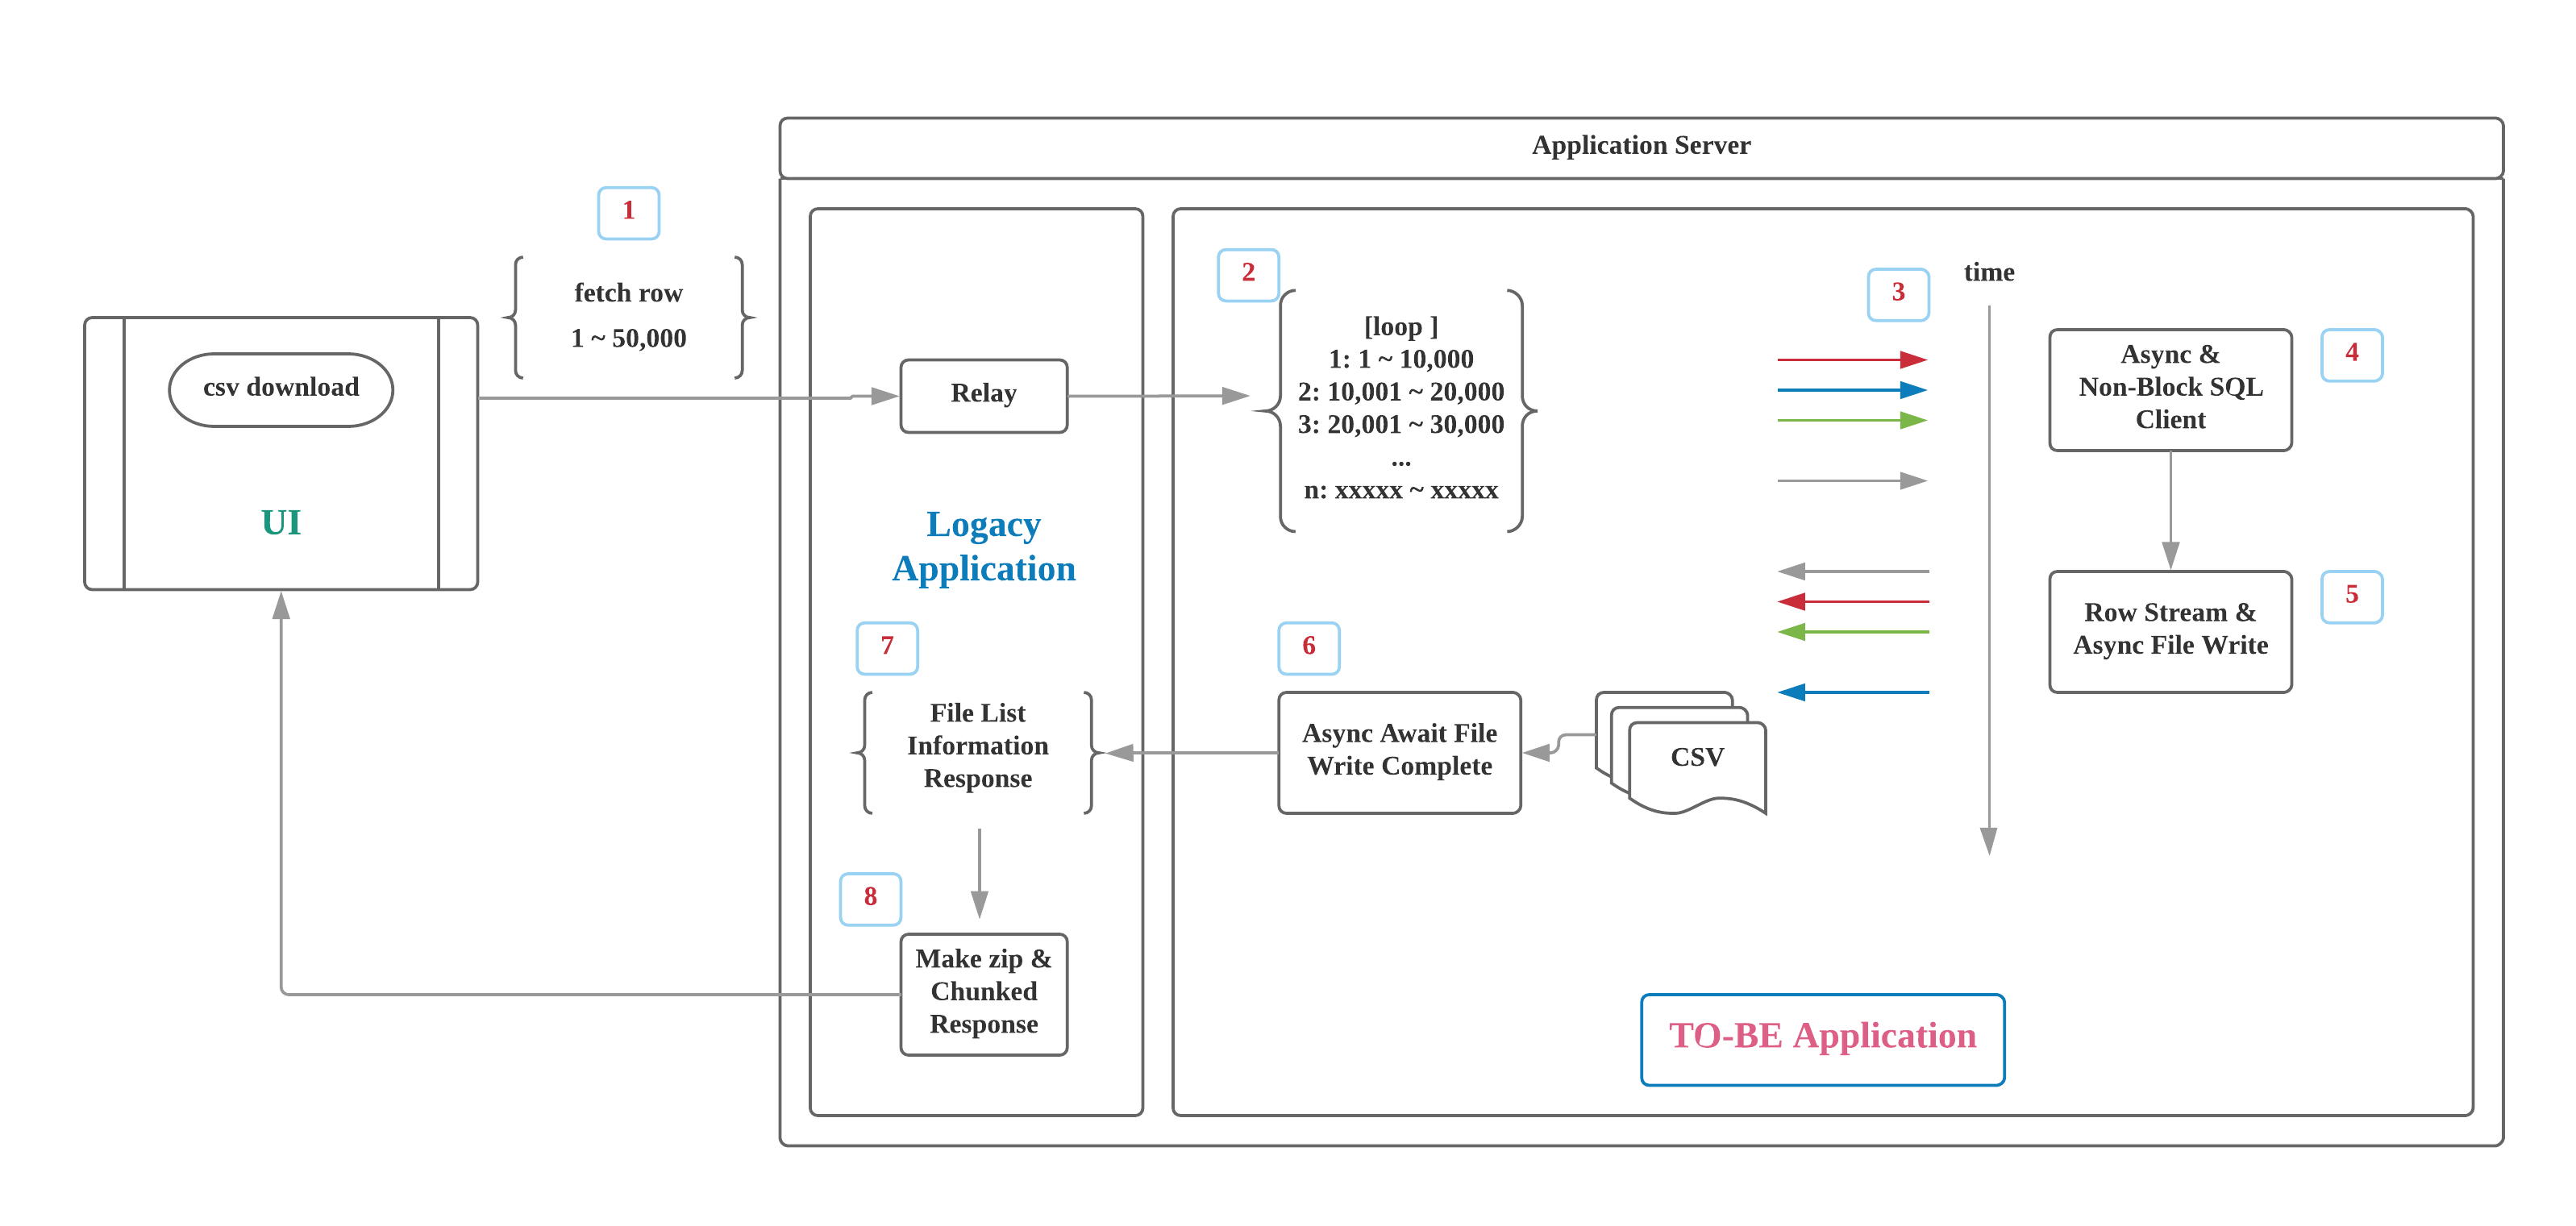 Application Server
1
fetch row
1 ~ 50,000
csv download
UI
Relay
Logacy
Application
2
[loop ]
1: 1 ~ 10,000
2: 10,001 ~ 20,000
3: 20,001 ~ 30,000
...
n: xxxxx ~ xxxxx
3
time
Async &
Non-Block SQL
Client
4
Row Stream &
Async File Write
5
6
Async Await File
Write Complete
CSV
7
File List
Information
Response
8
Make zip &
Chunked
Response
TO-BE Application